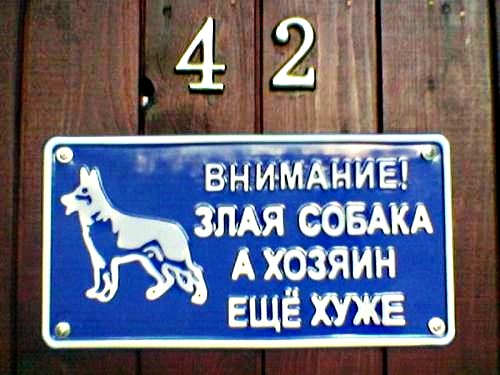 42
ВНИМАНИЕ!
ЗЛАЯ СОБАКА
А ХОЗЯИН
ЕЩЁ ХУЖЕ